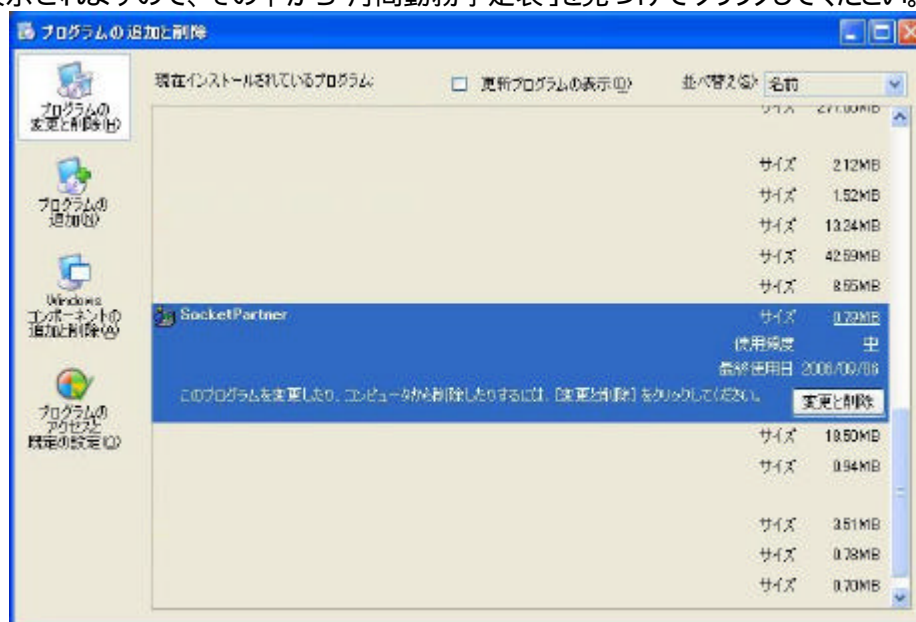 示されますので、その中から「月間勤務予定表」を見つけてクリックしてください。
プログラムの追加と削除
現在インストールされているプログラム:
更新プログラムの表示(D)
並べ替え(S):
名前
プログラムの
変更と削除(H)
プログラムの
追加(N)
Windows
コンポーネントの
追加と削除(A)
プログラムの
アクセスと
既定の設定(O)
サイズ
サイズ 2.12MB
サイズ 1.52MB
サイズ 13.24MB
サイズ 42.59MB
サイズ 8.55MB
SocketPartner
サイズ 0.79MB
使用頻度 中
最終使用日 2006/09/06
このプログラムを変更したり、コンピュータから削除したりするには、[変更と削除] をクリックしてください。
変更と削除
サイズ 18.50MB
サイズ 0.94MB
サイズ 3.51MB
サイズ 0.78MB
サイズ 0.70MB